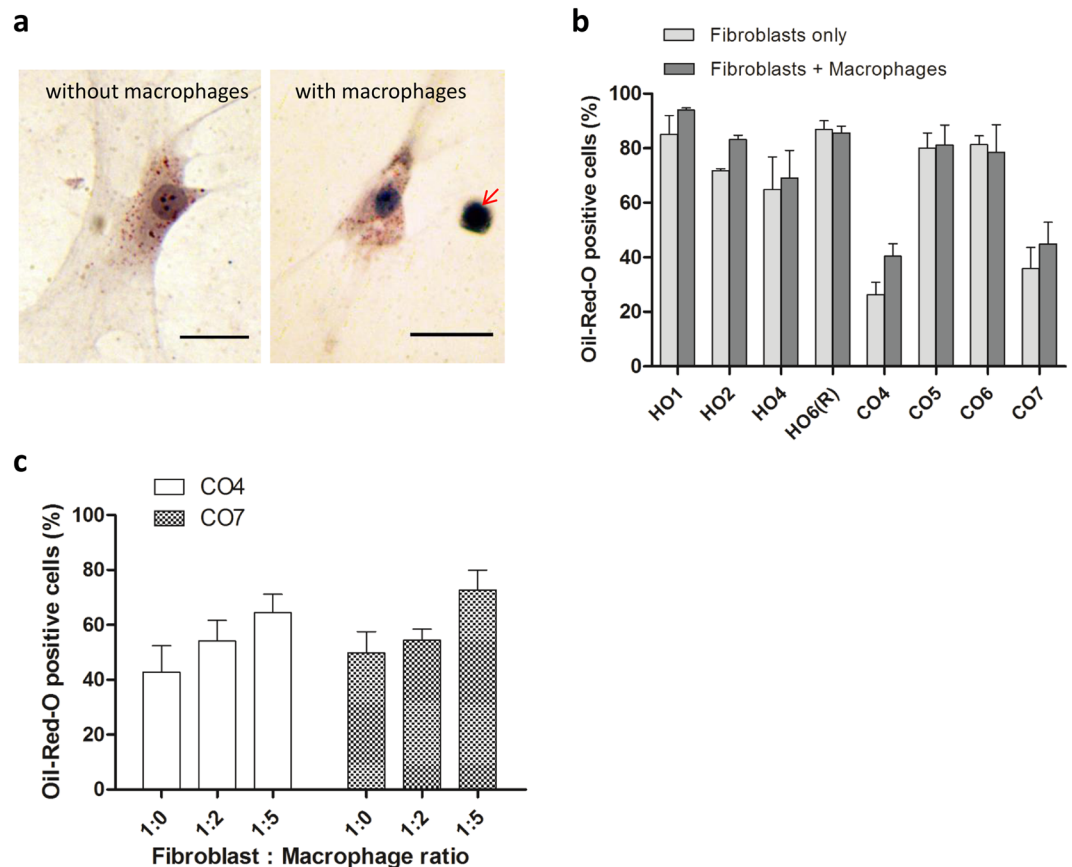 a
without macrophages
with macrophages
b
Fibroblasts only
Fibroblasts + Macrophages
Oil-Red-O positive cells (%)
100
80
60
40
20
0
HO1
HO2
HO4
HO6(R)
CO4
CO5
CO6
CO7
c
CO4
CO7
Oil-Red-O positive cells (%)
100
80
60
40
20
0
1:0
1:2
1:5
1:0
1:2
1:5
Fibroblast : Macrophage ratio